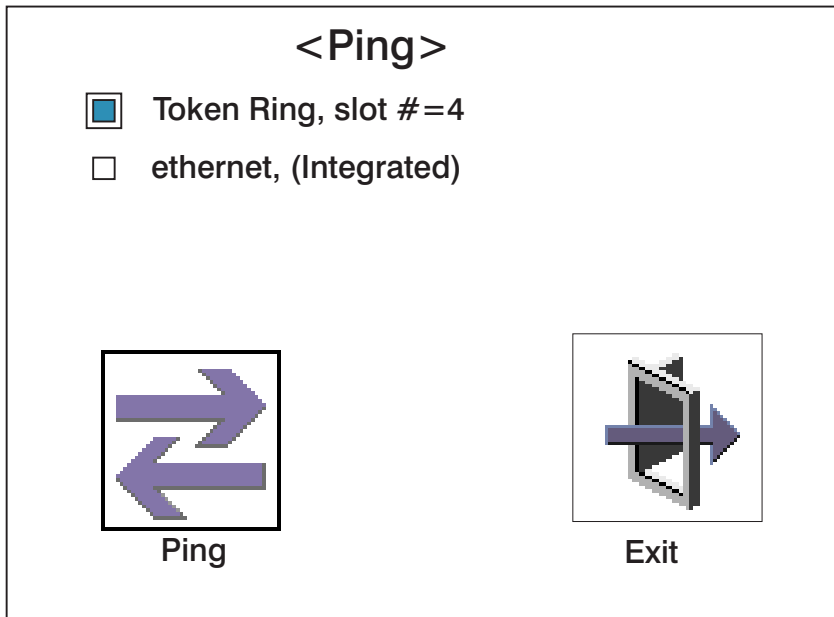 <Ping>
Token Ring, slot #=4
ethernet, (Integrated)
Ping
Exit